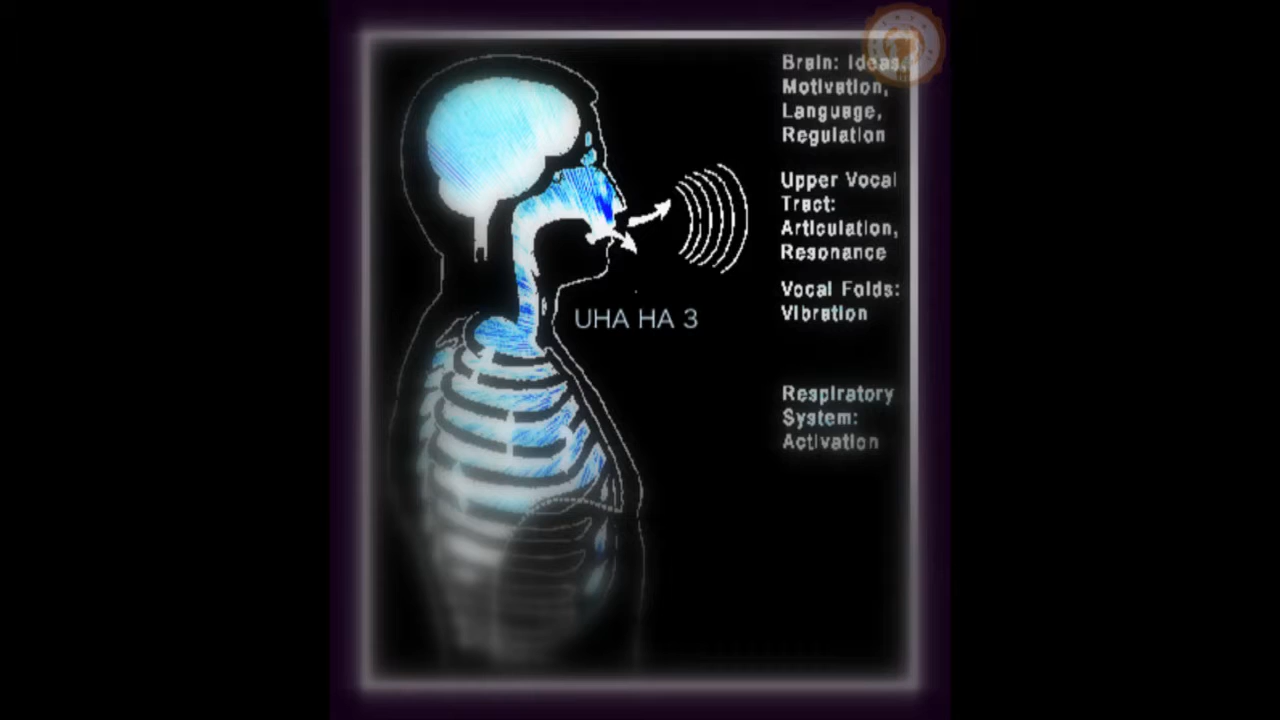 Brain: Ideas,
Motivation,
Language,
Regulation
Upper Vocal
Tract:
Articulation,
Resonance
Vocal Folds:
Vibration
UHA HA 3
Respiratory
System:
Activation